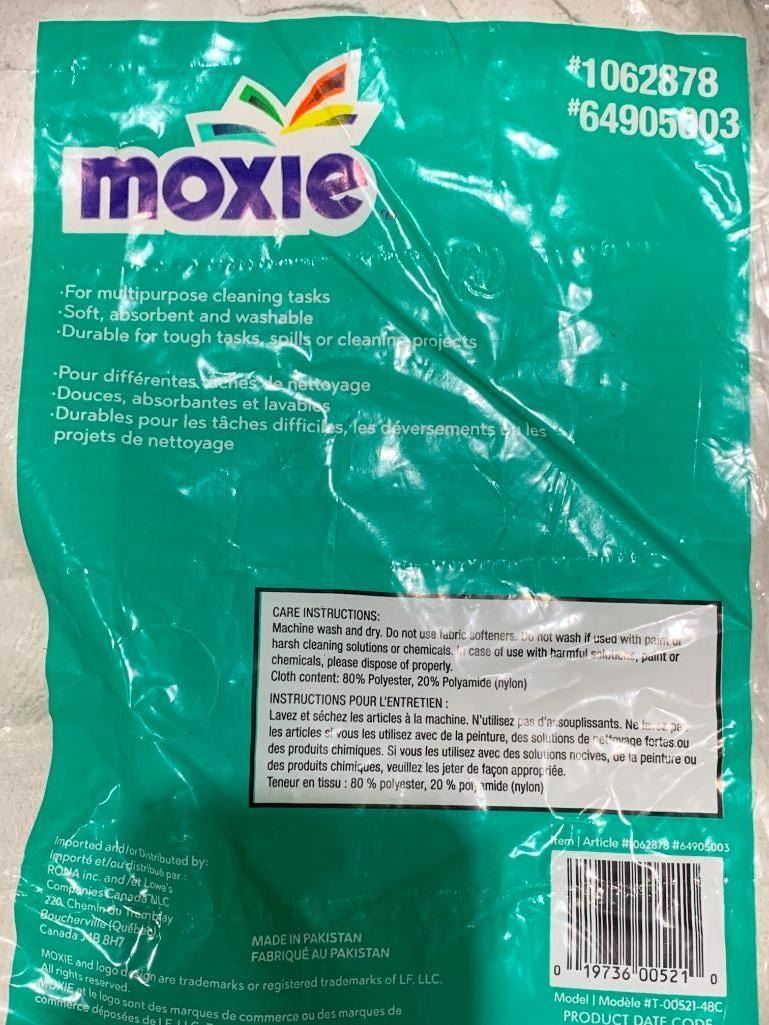 moxie
#1062878
#64905003
·For multipurpose cleaning tasks
·Soft, absorbent and washable
·Durable for tough tasks, spills or cleaning projects
·Pour différentes tâches de nettoyage
·Douces, absorbantes et lavables
·Durables pour les tâches difficiles, les déversements ou les
projets de nettoyage
CARE INSTRUCTIONS:
Machine wash and dry. Do not use fabric softeners. Do not wash if used with paint or
harsh cleaning solutions or chemicals. In case of use with harmful solutions, paint or
chemicals, please dispose of properly.
Cloth content: 80% Polyester, 20% Polyamide (nylon)
INSTRUCTIONS POUR L'ENTRETIEN :
Lavez et séchez les articles à la machine. N'utilisez pas d'assouplissants. Ne lavez pas
les articles si vous les utilisez avec de la peinture, des solutions de nettoyage fortes ou
des produits chimiques. Si vous les utilisez avec des solutions nocives, de la peinture ou
des produits chimiques, veuillez les jeter de façon appropriée.
Teneur en tissu : 80 % polyester, 20 % polyamide (nylon)
Imported and/or Distributed by:
Importé et/ou distribué par :
RONA inc. and/et Lowe's
Companies Canada ULC
220, Chemin du Tremblay
Boucherville (Québec)
Canada J4B 8H7
MADE IN PAKISTAN
FABRIQUÉ AU PAKISTAN
MOXIE and logo design are trademarks or registered trademarks of LF, LLC.
All rights reserved.
MOXIE et le logo sont des marques de commerce ou des marques de
commerce déposées de LF, LLC.
Item | Article #1062878 #64905003
0 19736 00521 0
Model | Modèle #T-00521-48C
PRODUCT DATE CODE